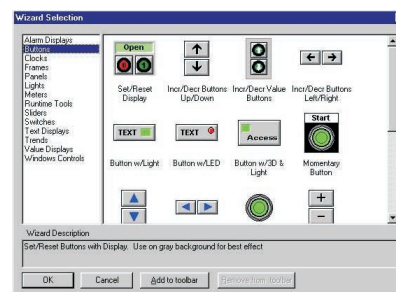 Wizard Selection
Alarm Displays
Buttons
Clocks
Frames
Panels
Lights
Meters
Runtime Tools
Sliders
Switches
Text Displays
Trends
Value Displays
Windows Controls
Open
Set/Reset Display
Incr/Decr Buttons Up/Down
Incr/Decr Value Buttons
Incr/Decr Buttons Left/Right
TEXT
Button w/Light
TEXT
Button w/LED
Access
Button w/3D & Light
Start
Momentary Button
+
−
Wizard Description
Set/Reset Buttons with Display. Use on gray background for best effect
OK
Cancel
Add to toolbar
Remove from toolbar